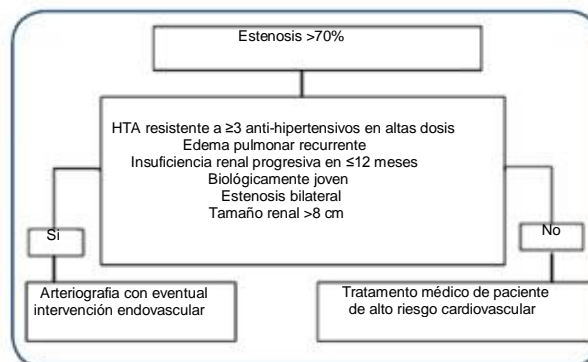 Estenosis >70%
HTA resistente a ≥3 anti-hipertensivos en altas dosis
Edema pulmonar recurrente
Insuficiencia renal progresiva en ≤12 meses
Biológicamente joven
Estenosis bilateral
Tamaño renal >8 cm
Si
No
Arteriografia con eventual
intervención endovascular
Tratamento médico de paciente
de alto riesgo cardiovascular